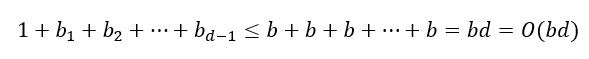 1 + b₁ + b₂ + ⋯ + b_{d−1} ≤ b + b + b + ⋯ + b = bd = O(bd)